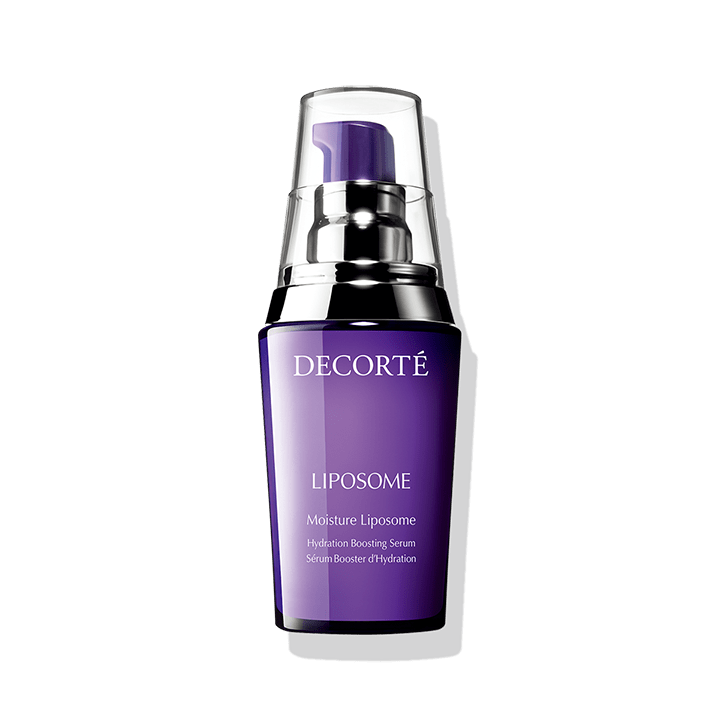 DECORTÉ
LIPOSOME
Moisture Liposome
Hydration Boosting Serum
Sérum Booster d'Hydration